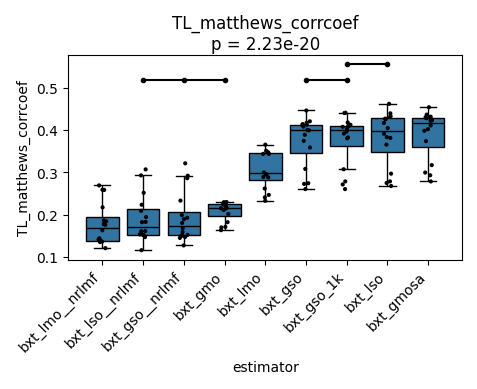 TL_matthews_corrcoef
p = 2.23e-20
TL_matthews_corrcoef
0.5
0.4
0.3
0.2
0.1
bxt_lmo__nrlmf
bxt_lso__nrlmf
bxt_gso__nrlmf
bxt_gmo
bxt_lmo
bxt_gso
bxt_gso_1k
bxt_lso
bxt_gmosa
estimator